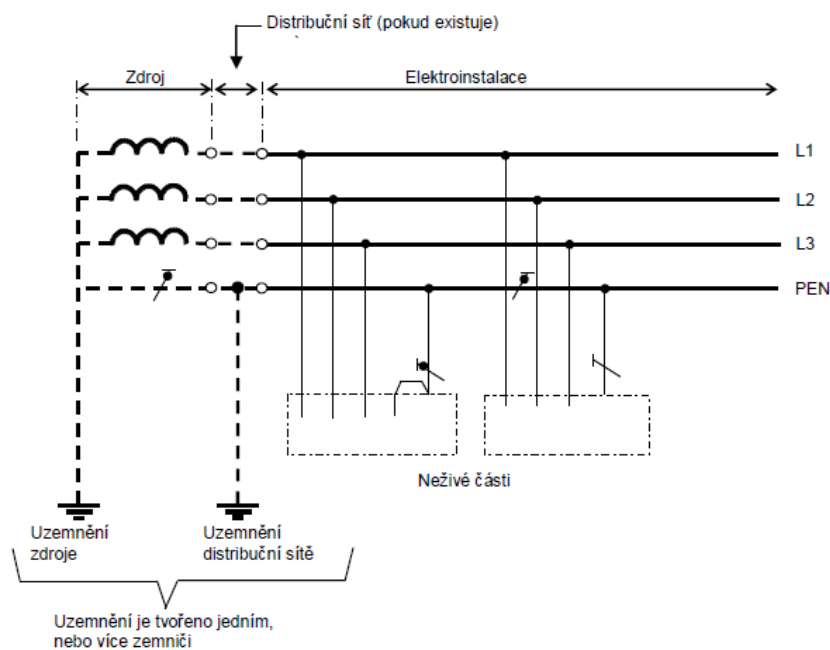 Distribuční síť (pokud existuje)
Zdroj
Elektroinstalace
L1
L2
L3
PEN
Neživé části
Uzemnění
zdroje
Uzemnění
distribuční sítě
Uzemnění je tvořeno jedním,
nebo více zemniči